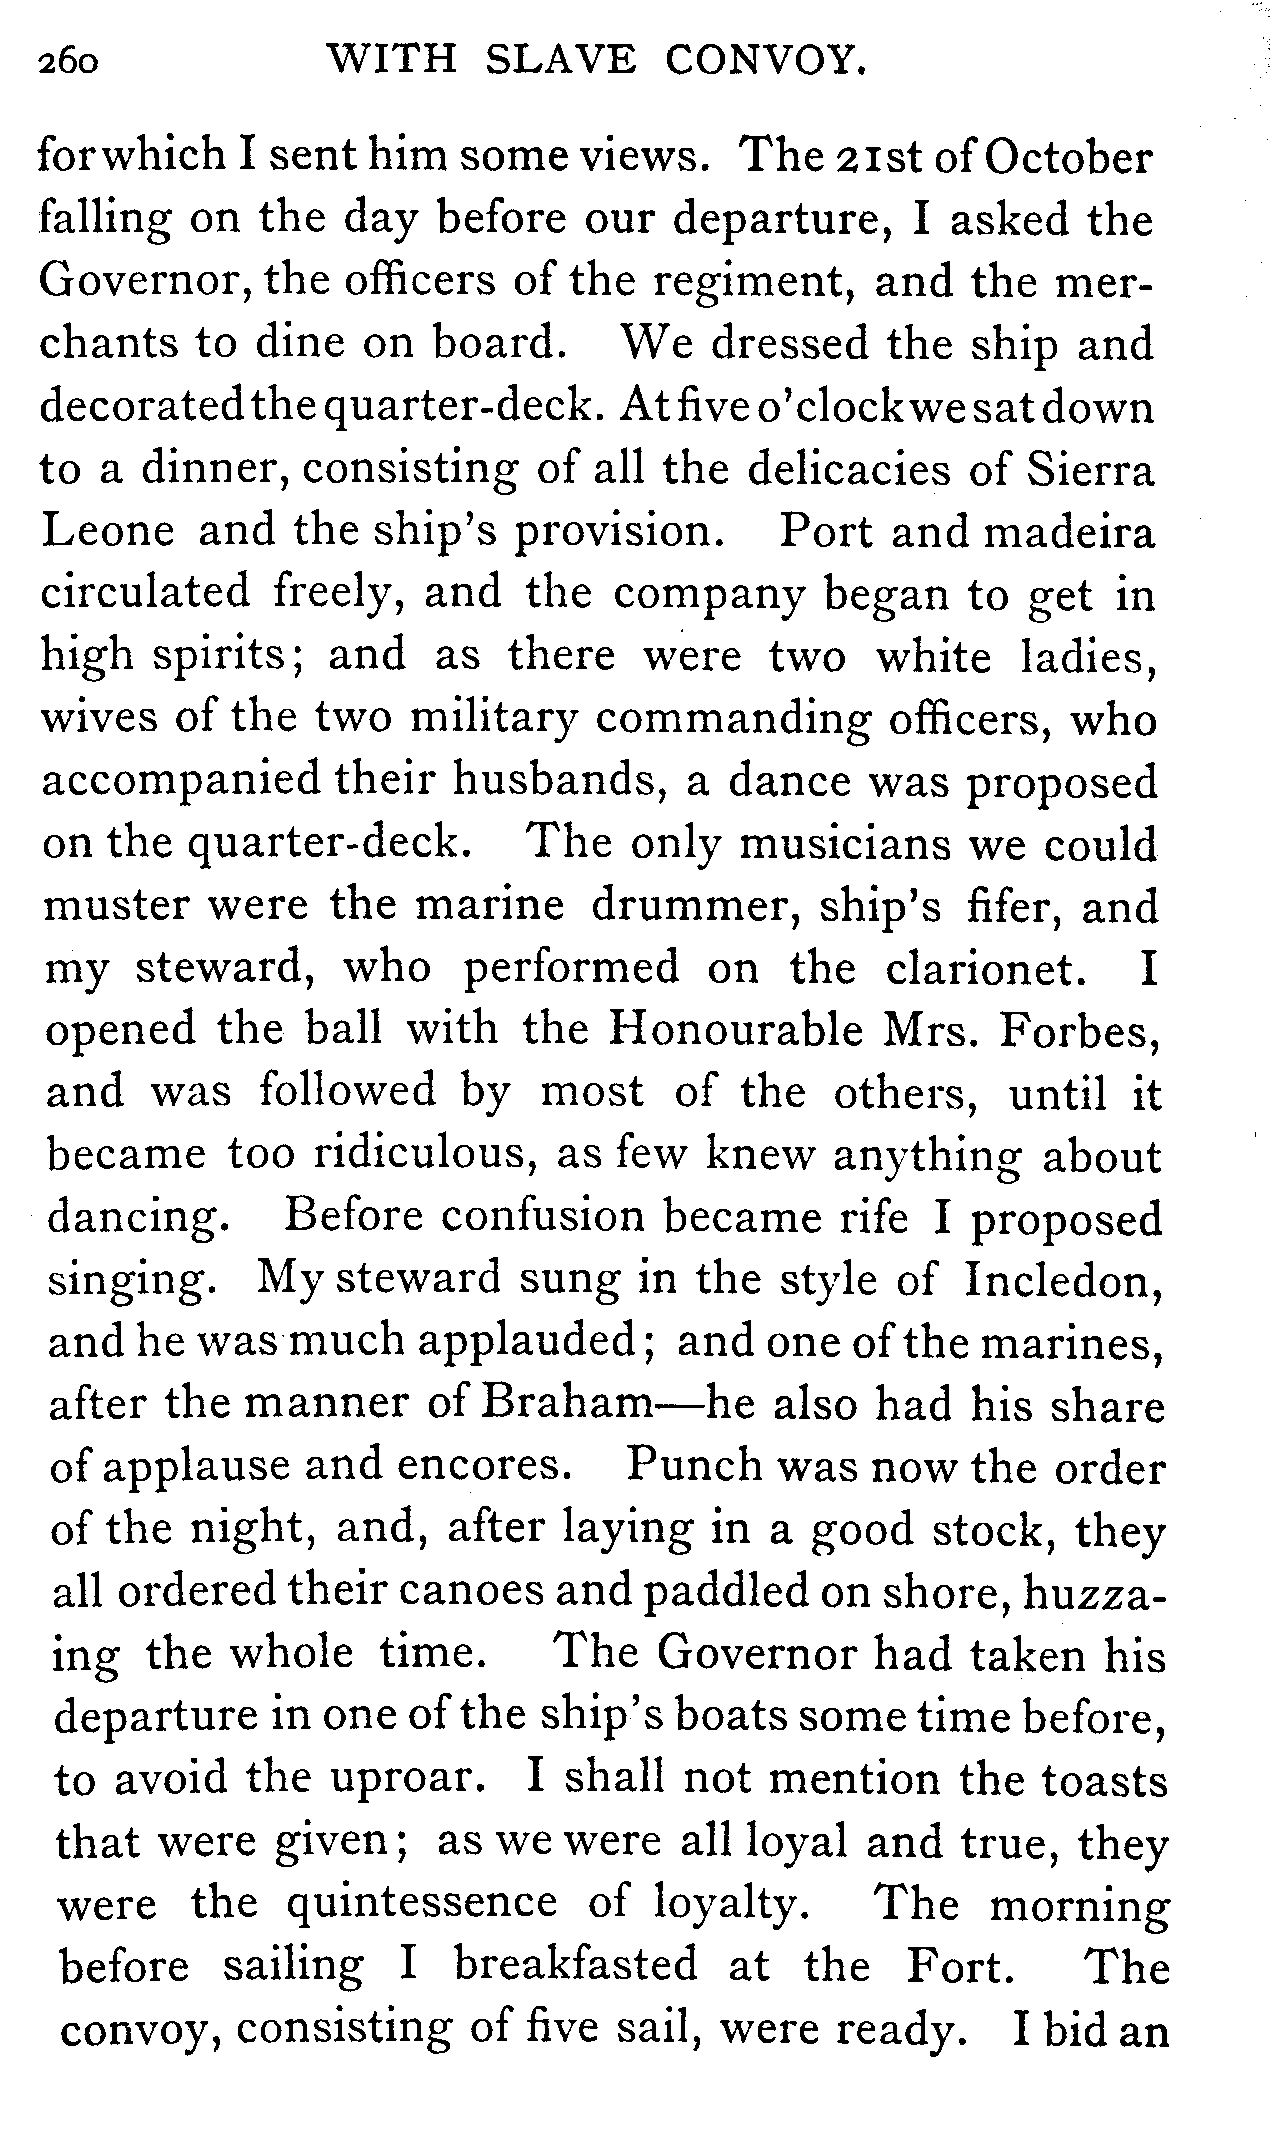 260 WITH SLAVE CONVOY.
for which I sent him some views. The 21st of October
falling on the day before our departure, I asked the
Governor, the officers of the regiment, and the mer-
chants to dine on board. We dressed the ship and
decorated the quarter-deck. At five o'clock we sat down
to a dinner, consisting of all the delicacies of Sierra
Leone and the ship's provision. Port and madeira
circulated freely, and the company began to get in
high spirits; and as there were two white ladies,
wives of the two military commanding officers, who
accompanied their husbands, a dance was proposed
on the quarter-deck. The only musicians we could
muster were the marine drummer, ship's fifer, and
my steward, who performed on the clarionet. I
opened the ball with the Honourable Mrs. Forbes,
and was followed by most of the others, until it
became too ridiculous, as few knew anything about
dancing. Before confusion became rife I proposed
singing. My steward sung in the style of Incledon,
and he was much applauded; and one of the marines,
after the manner of Braham—he also had his share
of applause and encores. Punch was now the order
of the night, and, after laying in a good stock, they
all ordered their canoes and paddled on shore, huzza-
ing the whole time. The Governor had taken his
departure in one of the ship's boats some time before,
to avoid the uproar. I shall not mention the toasts
that were given; as we were all loyal and true, they
were the quintessence of loyalty. The morning
before sailing I breakfasted at the Fort. The
convoy, consisting of five sail, were ready. I bid an